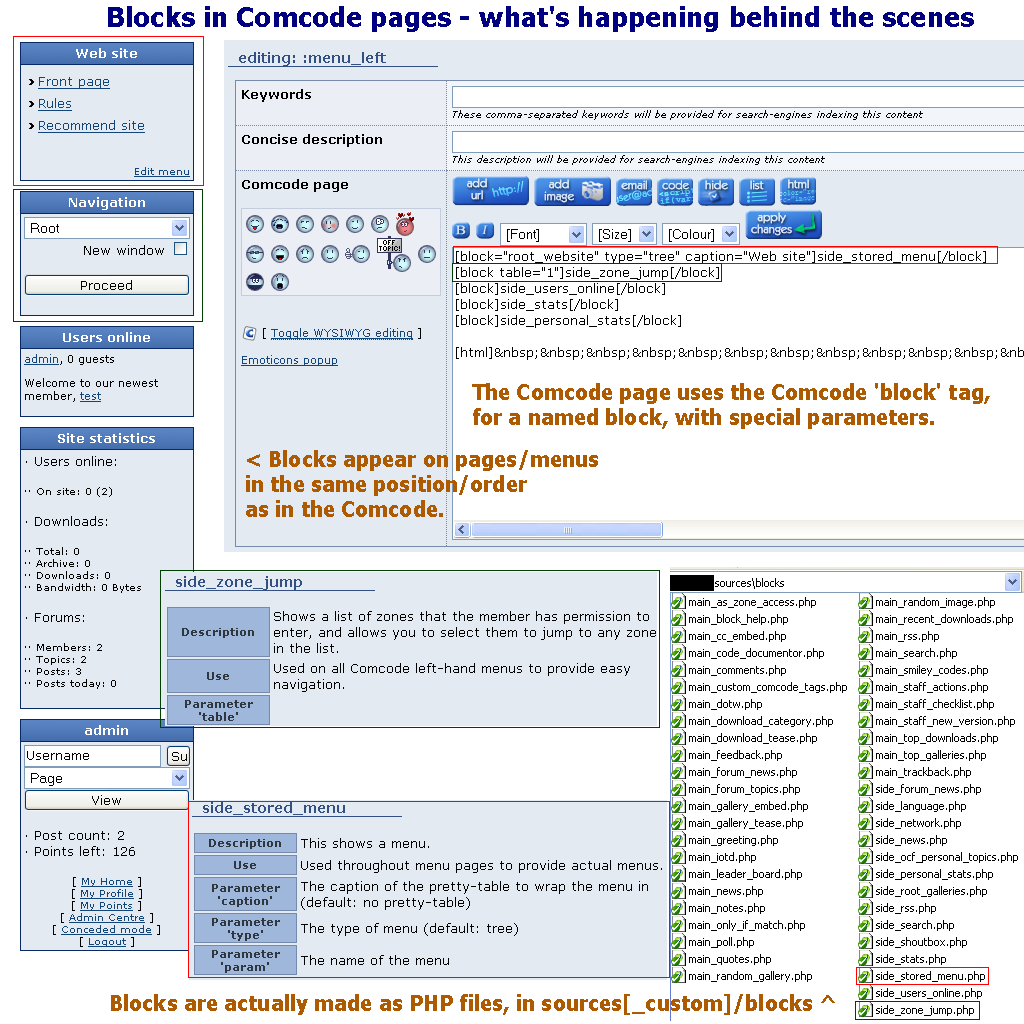 Blocks in Comcode pages - what's happening behind the scenes
Web site
Front page
Rules
Recommend site
Edit menu
Navigation
Root
New window
Proceed
Users online
admin, 0 guests
Welcome to our newest
member, test
Site statistics
· Users online:
·· On site: 0 (2)
· Downloads:
·· Total: 0
·· Archive: 0
·· Downloads: 0
·· Bandwidth: 0 Bytes
· Forums:
·· Members: 2
·· Topics: 2
·· Posts: 3
·· Posts today: 0
admin
Username
Su
Page
View
· Post count: 2
· Points left: 126
[ My Home ]
[ My Profile ]
[ My Points ]
[ Admin Centre ]
[ Conceded mode ]
[ Logout ]
editing: :menu_left
Keywords
These comma-separated keywords will be provided for search-engines indexing this content
Concise description
This description will be provided for search-engines indexing this content
Comcode page
OFF
TOPIC!
[ Toggle WYSIWYG editing ]
Emoticons popup
add
url http://
add
image
email
code
hide
list
html
B I [Font] [Size] [Colour] apply
changes
[block="root_website" type="tree" caption="Web site"]side_stored_menu[/block]
[block table="1"]side_zone_jump[/block]
[block]side_users_online[/block]
[block]side_stats[/block]
[block]side_personal_stats[/block]
[html]&nbsp;&nbsp;&nbsp;&nbsp;&nbsp;&nbsp;&nbsp;&nbsp;&nbsp;&nbsp;&nbsp;&n
The Comcode page uses the Comcode 'block' tag,
for a named block, with special parameters.
< Blocks appear on pages/menus
in the same position/order
as in the Comcode.
side_zone_jump
Description
Shows a list of zones that the member has permission to
enter, and allows you to select them to jump to any zone
in the list.
Use
Used on all Comcode left-hand menus to provide easy
navigation.
Parameter
'table'
side_stored_menu
Description This shows a menu.
Use Used throughout menu pages to provide actual menus.
Parameter
'caption'
The caption of the pretty-table to wrap the menu in
(default: no pretty-table)
Parameter
'type'
The type of menu (default: tree)
Parameter
'param'
The name of the menu
sources\blocks
main_as_zone_access.php
main_block_help.php
main_cc_embed.php
main_code_documentor.php
main_comments.php
main_custom_comcode_tags.php
main_dotw.php
main_download_category.php
main_download_tease.php
main_feedback.php
main_forum_news.php
main_forum_topics.php
main_gallery_embed.php
main_gallery_tease.php
main_greeting.php
main_iotd.php
main_leader_board.php
main_news.php
main_notes.php
main_only_if_match.php
main_poll.php
main_quotes.php
main_random_gallery.php
main_random_image.php
main_recent_downloads.php
main_rss.php
main_search.php
main_smiley_codes.php
main_staff_actions.php
main_staff_checklist.php
main_staff_new_version.php
main_top_downloads.php
main_top_galleries.php
main_trackback.php
side_forum_news.php
side_language.php
side_network.php
side_news.php
side_ocf_personal_topics.php
side_personal_stats.php
side_root_galleries.php
side_rss.php
side_search.php
side_shoutbox.php
side_stats.php
side_stored_menu.php
side_users_online.php
side_zone_jump.php
Blocks are actually made as PHP files, in sources[_custom]/blocks ^